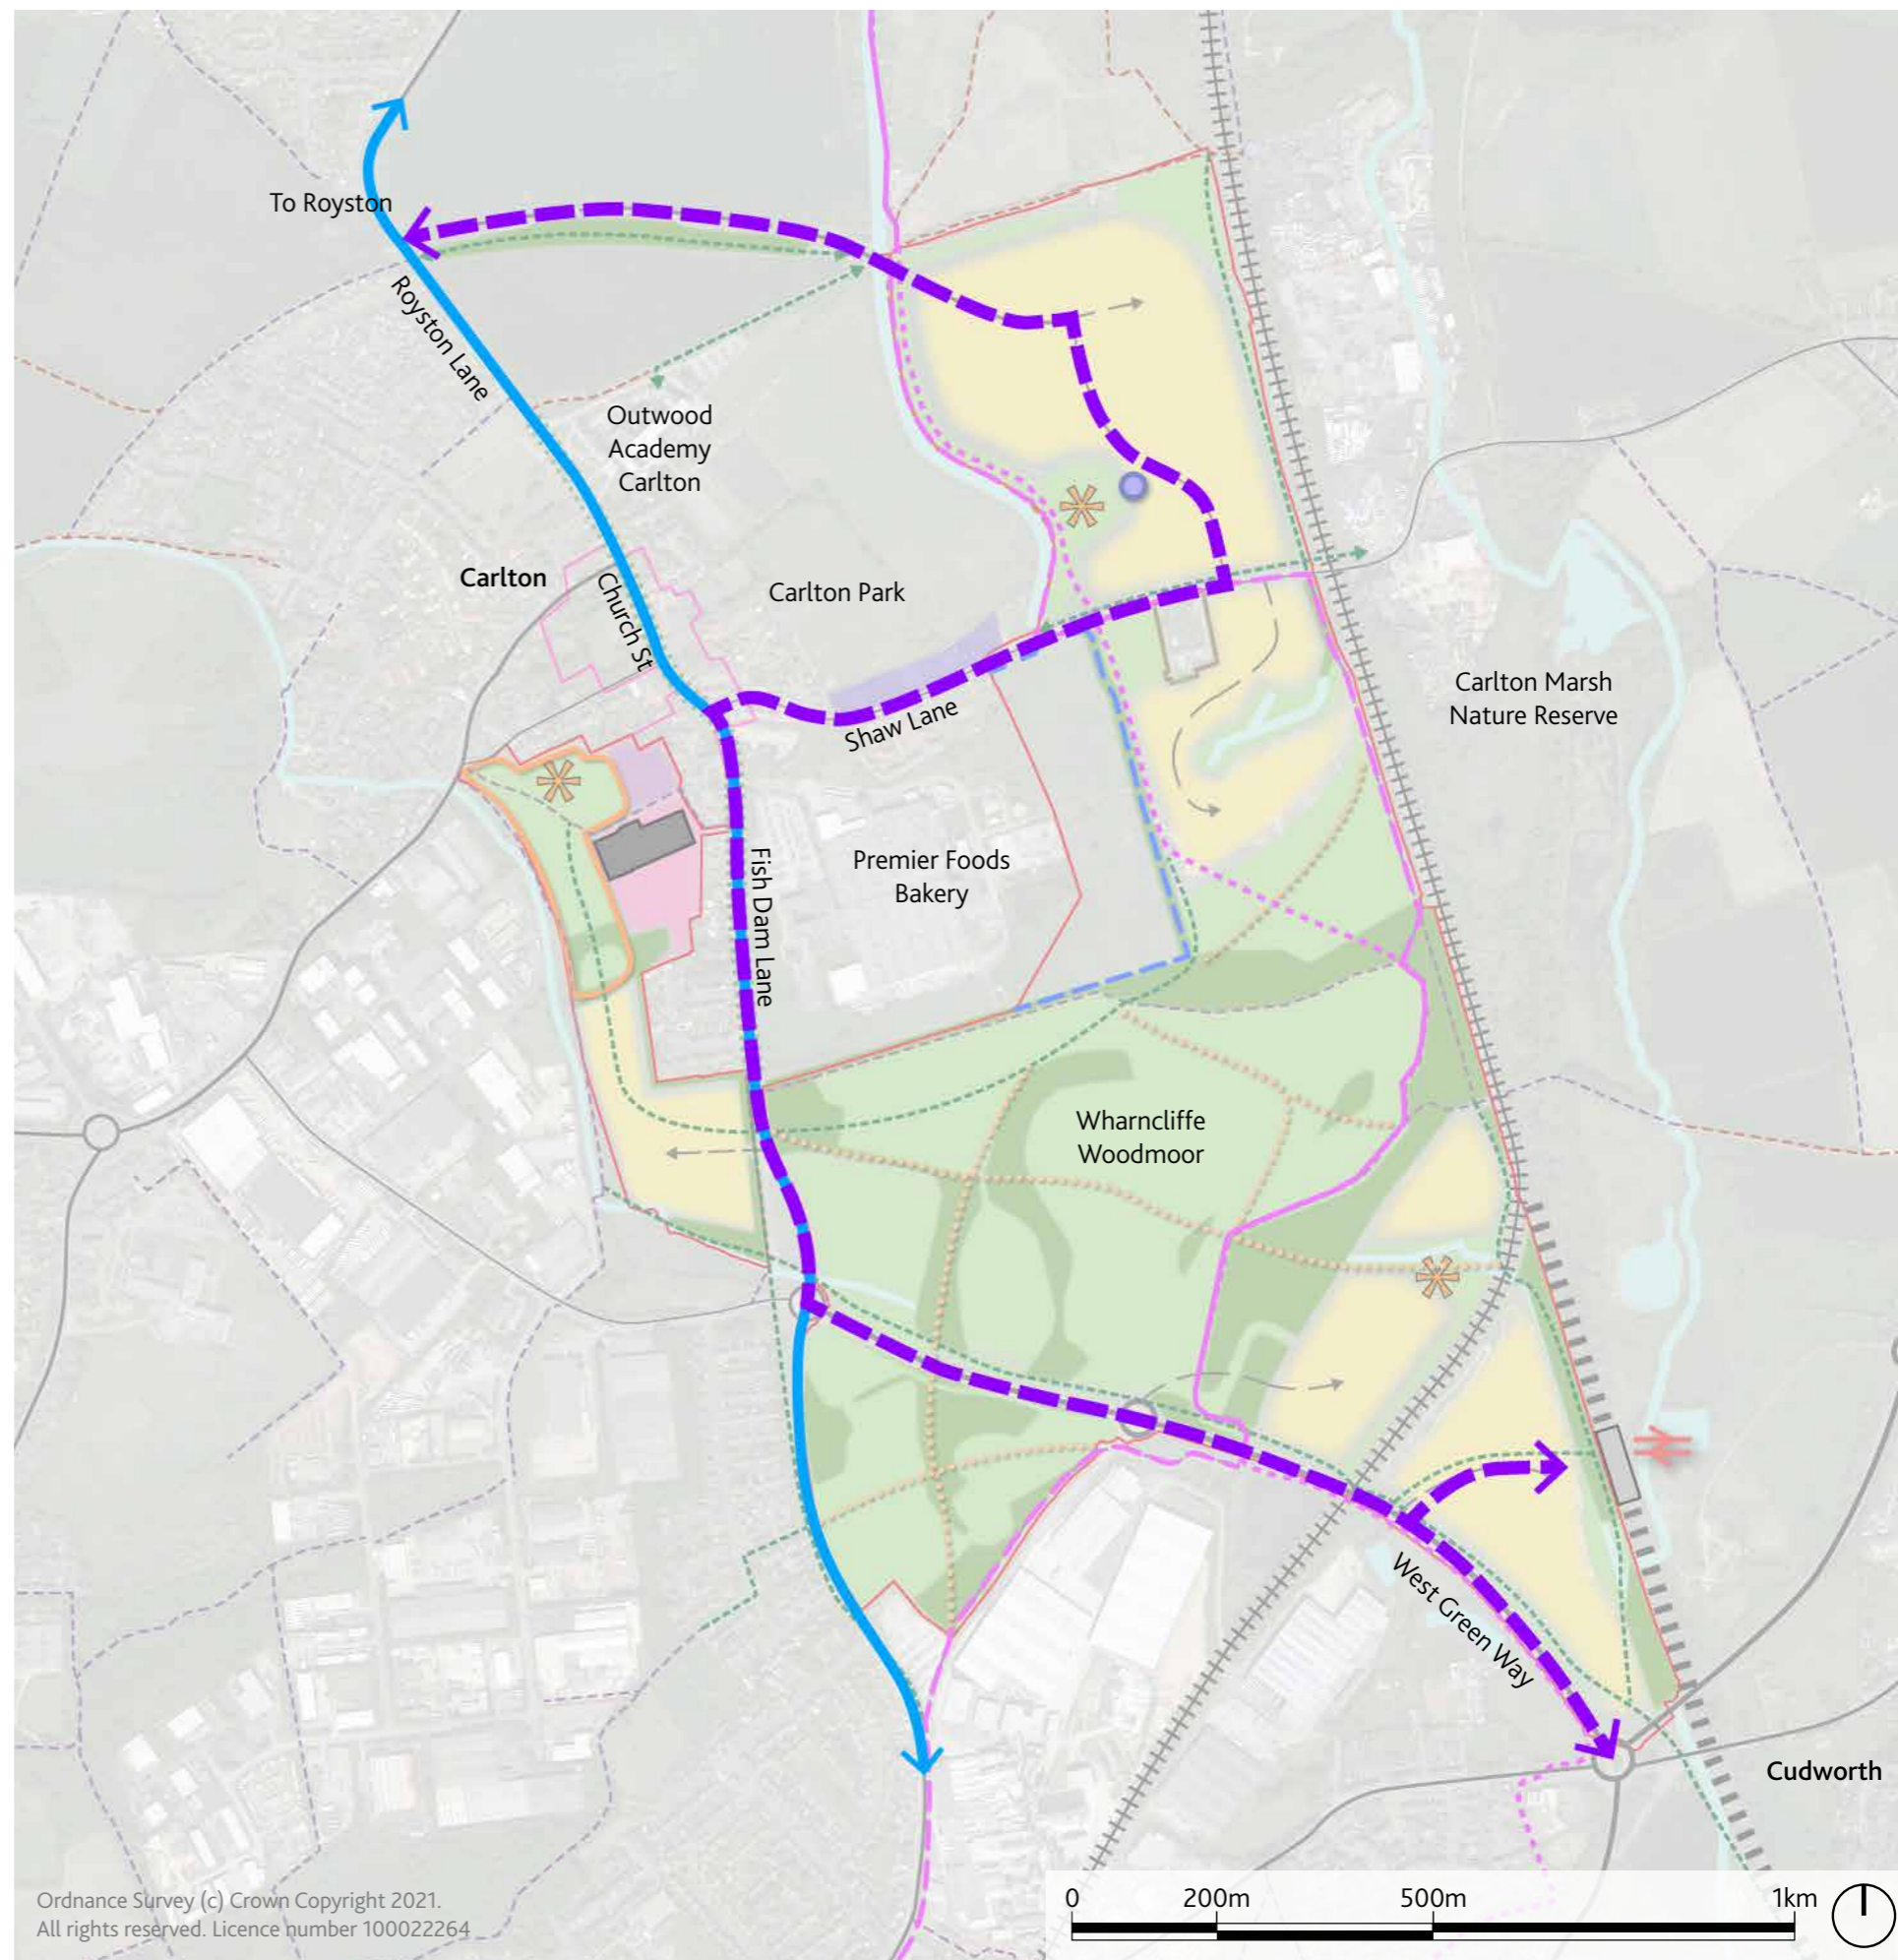 To Royston
Royston Lane
Outwood
Academy
Carlton
Carlton
Church St
Carlton Park
Shaw Lane
Carlton Marsh
Nature Reserve
Premier Foods
Bakery
Fish Dam Lane
Wharncliffe
Woodmoor
West Green Way
Cudworth
0 200m 500m 1km
Ordnance Survey (c) Crown Copyright 2021.
All rights reserved. Licence number 100022264